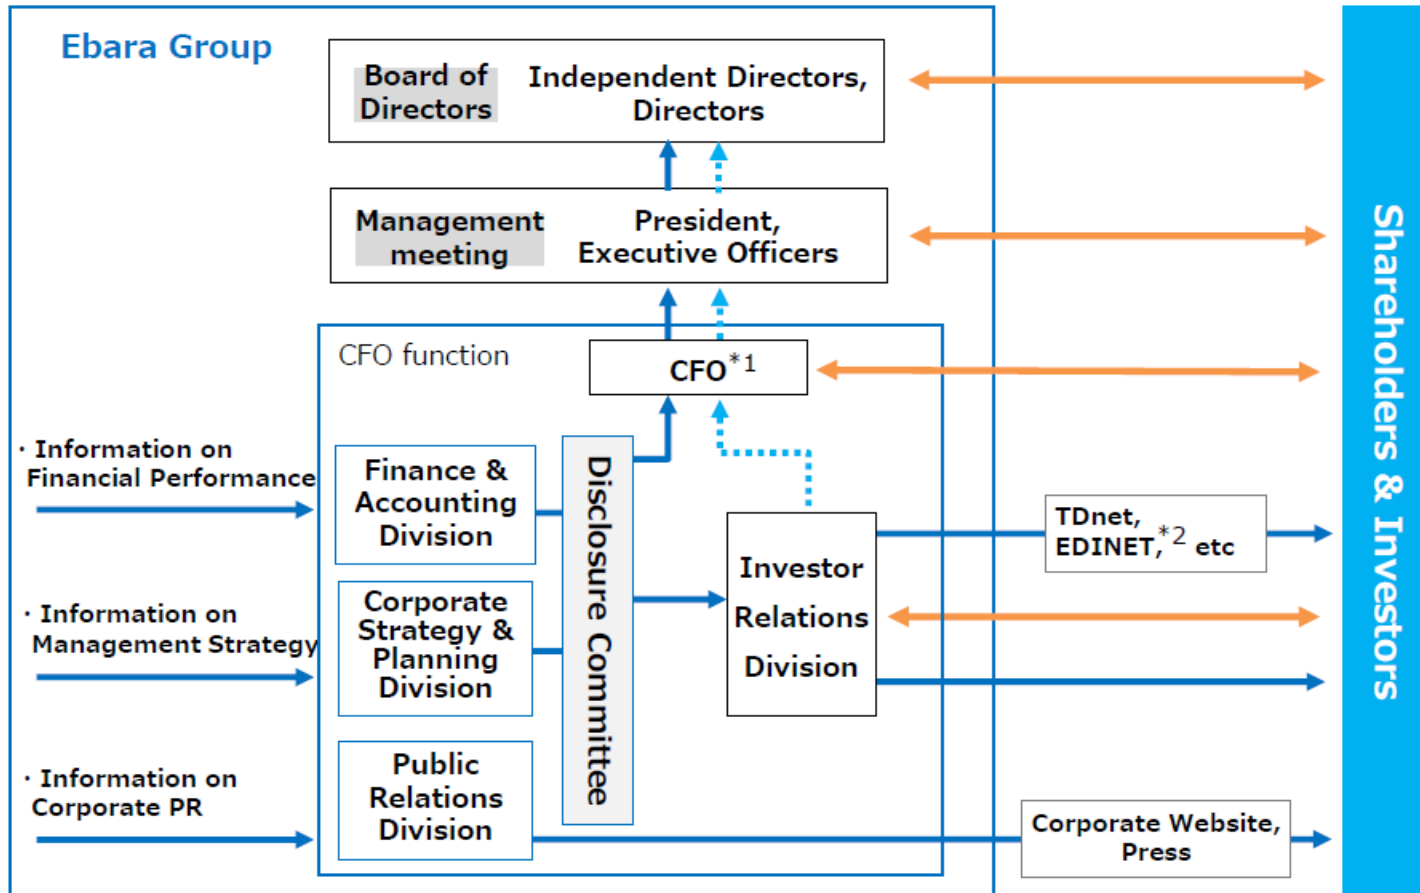 Ebara Group
Board of
Directors
Independent Directors,
Directors
Management
meeting
President,
Executive Officers
CFO function
CFO*1
· Information on
Financial Performance
Finance &
Accounting
Division
· Information on
Management Strategy
Corporate
Strategy &
Planning
Division
· Information on
Corporate PR
Public
Relations
Division
Disclosure Committee
Investor
Relations
Division
TDnet,
EDINET,*2 etc
Corporate Website,
Press
Shareholders & Investors